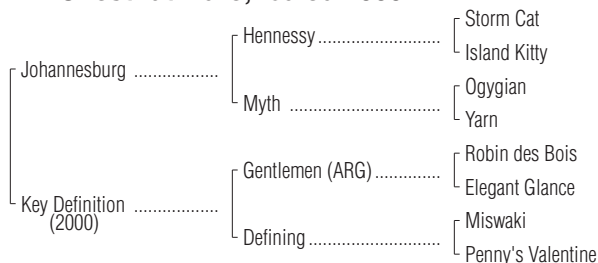 Storm Cat
Hennessy
Island Kitty
Johannesburg
Ogygian
Myth
Yarn
Robin des Bois
Gentlemen (ARG)
Elegant Glance
Key Definition
(2000)
Miswaki
Defining
Penny's Valentine